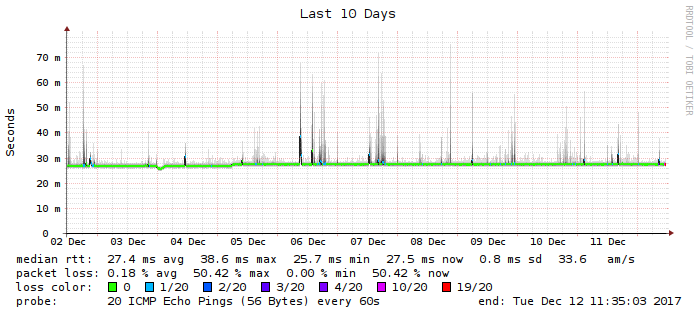 Last 10 Days
RRDTOOL / TOBI OETIKER
Seconds
70 m
60 m
50 m
40 m
30 m
20 m
10 m
0
02 Dec 03 Dec 04 Dec 05 Dec 06 Dec 07 Dec 08 Dec 09 Dec 10 Dec 11 Dec
median rtt: 27.4 ms avg 38.6 ms max 25.7 ms min 27.5 ms now 0.8 ms sd 33.6 am/s
packet loss: 0.18 % avg 50.42 % max 0.00 % min 50.42 % now
loss color: 0 1/20 2/20 3/20 4/20 10/20 19/20
probe: 20 ICMP Echo Pings (56 Bytes) every 60s end: Tue Dec 12 11:35:03 2017